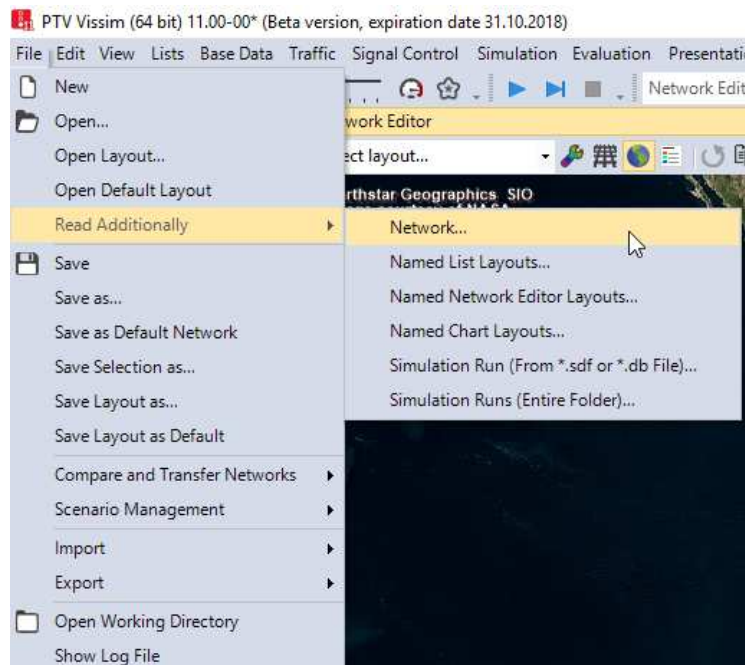 PTV Vissim (64 bit) 11.00-00* (Beta version, expiration date 31.10.2018)
File Edit View Lists Base Data Traffic Signal Control Simulation Evaluation Presentati
New
Network Edit
Open...
work Editor
Open Layout...
ect layout...
Open Default Layout
rthstar Geographics SIO
Read Additionally
Network...
Save
Named List Layouts...
Save as...
Named Network Editor Layouts...
Save as Default Network
Named Chart Layouts...
Save Selection as...
Simulation Run (From *.sdf or *.db File)...
Save Layout as...
Simulation Runs (Entire Folder)...
Save Layout as Default
Compare and Transfer Networks
Scenario Management
Import
Export
Open Working Directory
Show Log File